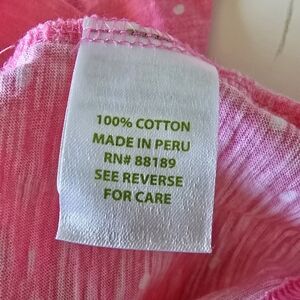 100% COTTON
MADE IN PERU
RN# 88189
SEE REVERSE
FOR CARE